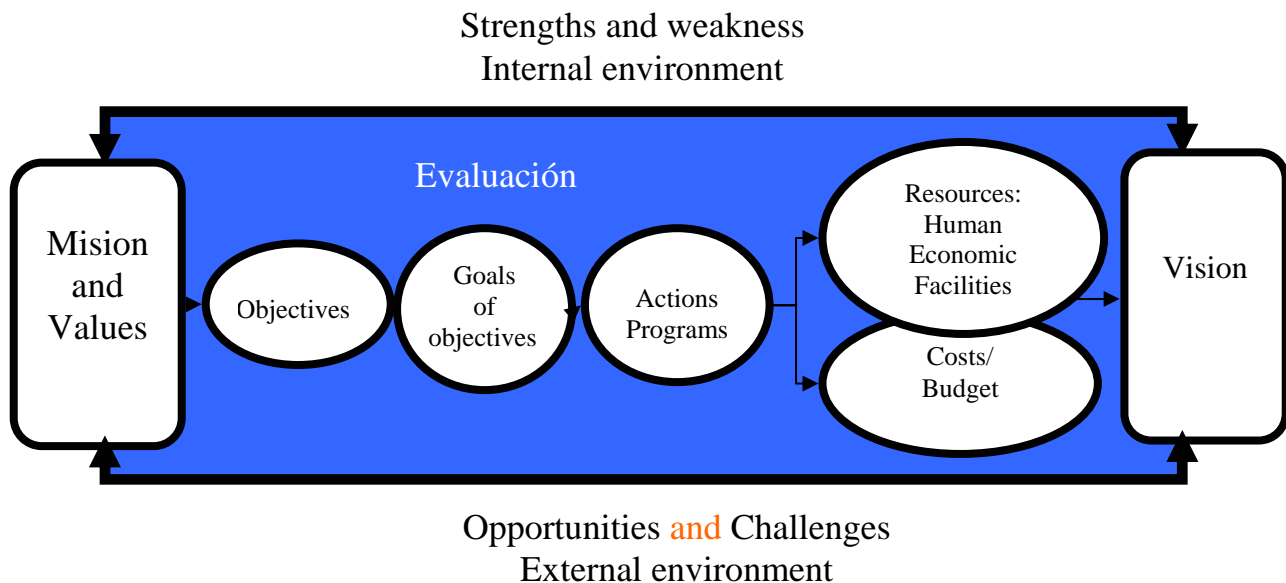 Strengths and weakness
Internal environment
Evaluación
Mision
and
Values
Objectives
Goals
of
objectives
Actions
Programs
Resources:
Human
Economic
Facilities
Costs/
Budget
Vision
Opportunities and Challenges
External environment